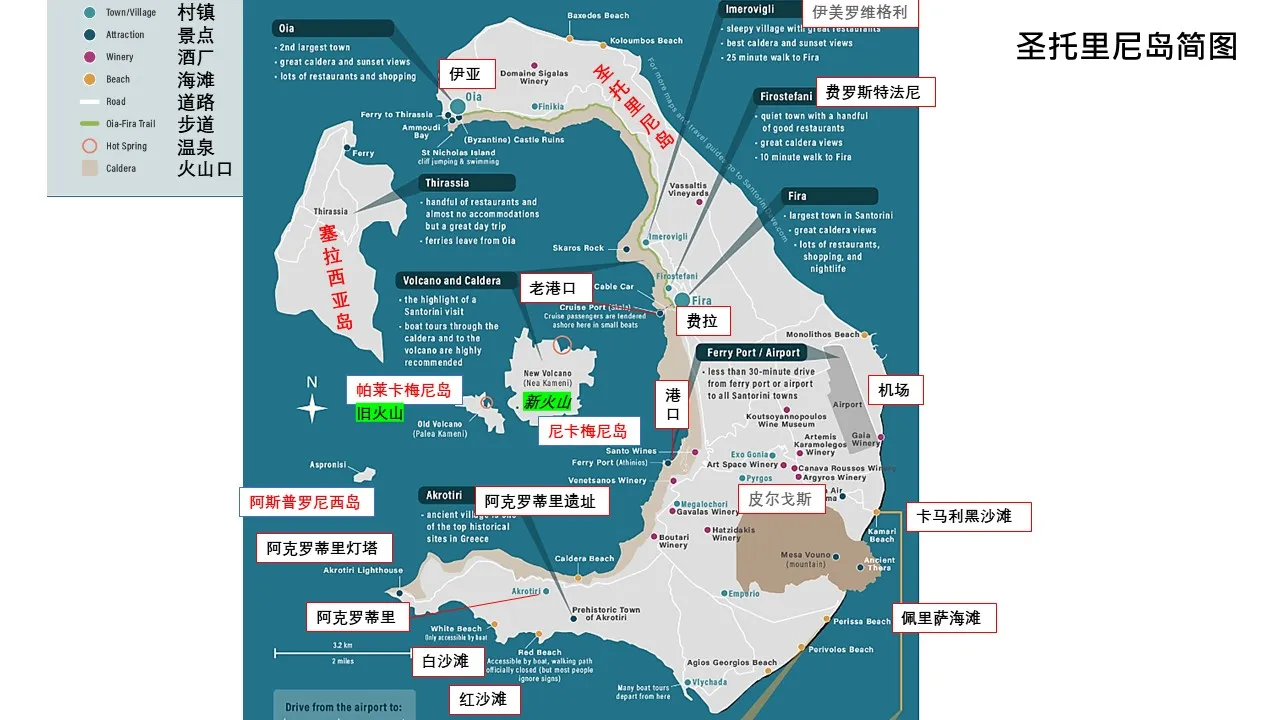 Town/Village 村镇
Attraction 景点
Winery 酒厂
Beach 海滩
Road 道路
Oia-Fira Trail 步道
Hot Spring 温泉
Caldera 火山口
圣托里尼岛简图
Oia
• 2nd largest town
• great caldera and sunset views
• lots of restaurants and shopping
Baxedes Beach
Koloumbos Beach
Imerovigli
伊美罗维格利
• sleepy village with great restaurants
• best caldera and sunset views
• 25 minute walk to Fira
伊亚
Oia
Domaine Sigalas
Winery
Finikia
圣托里尼岛
For more maps and travel guides go to SantoriniDave.com
Firostefani
费罗斯特法尼
• quiet town with a handful
of good restaurants
• great caldera views
• 10 minute walk to Fira
Ferry to Thirassia
Ammoudi
Bay
(Byzantine) Castle Ruins
St Nicholas Island
cliff jumping & swimming
Ferry
Thirassia
塞拉西亚岛
Thirassia
• handful of restaurants and
almost no accommodations
but a great day trip
• ferries leave from Oia
Vassaltis
Vineyards
Fira
• largest town in Santorini
• great caldera views
• lots of restaurants,
shopping, and
nightlife
Skaros Rock
Imerovigli
Firostefani
Volcano and Caldera
• the highlight of a
Santorini visit
• boat tours through the
caldera and to the
volcano are highly
recommended
老港口
Cable Car
Cruise Port
Cruise passengers are tendered
ashore here in small boats
Fira
费拉
Monolithos Beach
Ferry Port / Airport
• less than 30-minute drive
from ferry port or airport
to all Santorini towns
机场
Airport
N
New Volcano
(Nea Kameni)
新火山
帕莱卡梅尼岛
旧火山
Old Volcano
(Palea Kameni)
尼卡梅尼岛
港口
Koutsoyannopoulos
Wine Museum
Artemis
Karamolegos
Winery
Gaia
Winery
Santo Wines
Ferry Port (Athinios)
Venetsanos Winery
Exo Gonia
Art Space Winery
Canava Roussos Winery
Argyros Winery
Pyrgos
皮尔戈斯
Air
Aspronisi
阿斯普罗尼西岛
Akrotiri
阿克罗蒂里遗址
• ancient village is one
of the top historical
sites in Greece
Megalochori
Gavalas Winery
Hatzidakis
Winery
Boutari
Winery
卡马利黑沙滩
Kamari
Beach
Mesa Vouno
(mountain)
Ancient
Thera
阿克罗蒂里灯塔
Akrotiri Lighthouse
Caldera Beach
阿克罗蒂里
Akrotiri
Prehistoric Town
of Akrotiri
Emporio
Perissa Beach
佩里萨海滩
White Beach
Only accessible by boat
白沙滩
Red Beach
Accessible by boat, walking path
officially closed (but most people
ignore signs)
红沙滩
Perivolos Beach
Agios Georgios Beach
Many boat tours
depart from here
Vlychada
3.2 km
2 miles
Drive from the airport to: